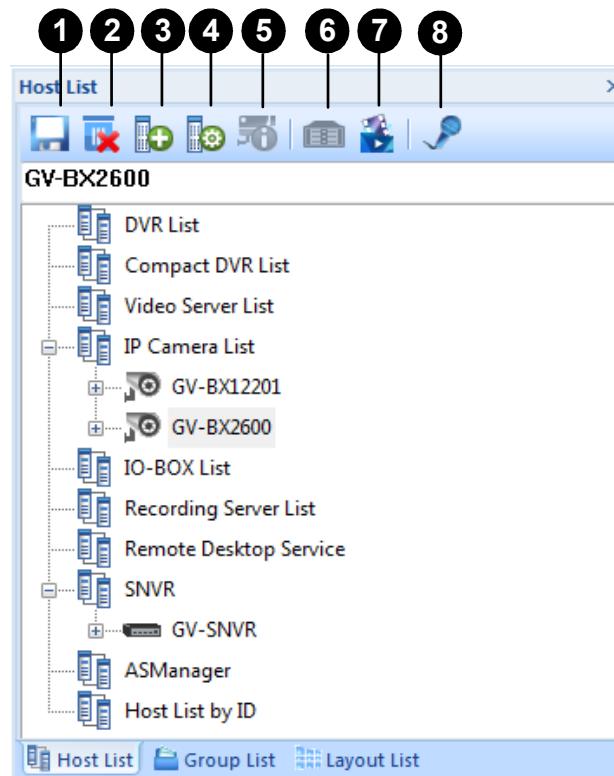 1 2 3 4 5 6 7 8
Host List
GV-BX2600
DVR List
Compact DVR List
Video Server List
IP Camera List
GV-BX12201
GV-BX2600
IO-BOX List
Recording Server List
Remote Desktop Service
SNVR
GV-SNVR
ASManager
Host List by ID
Host List Group List Layout List